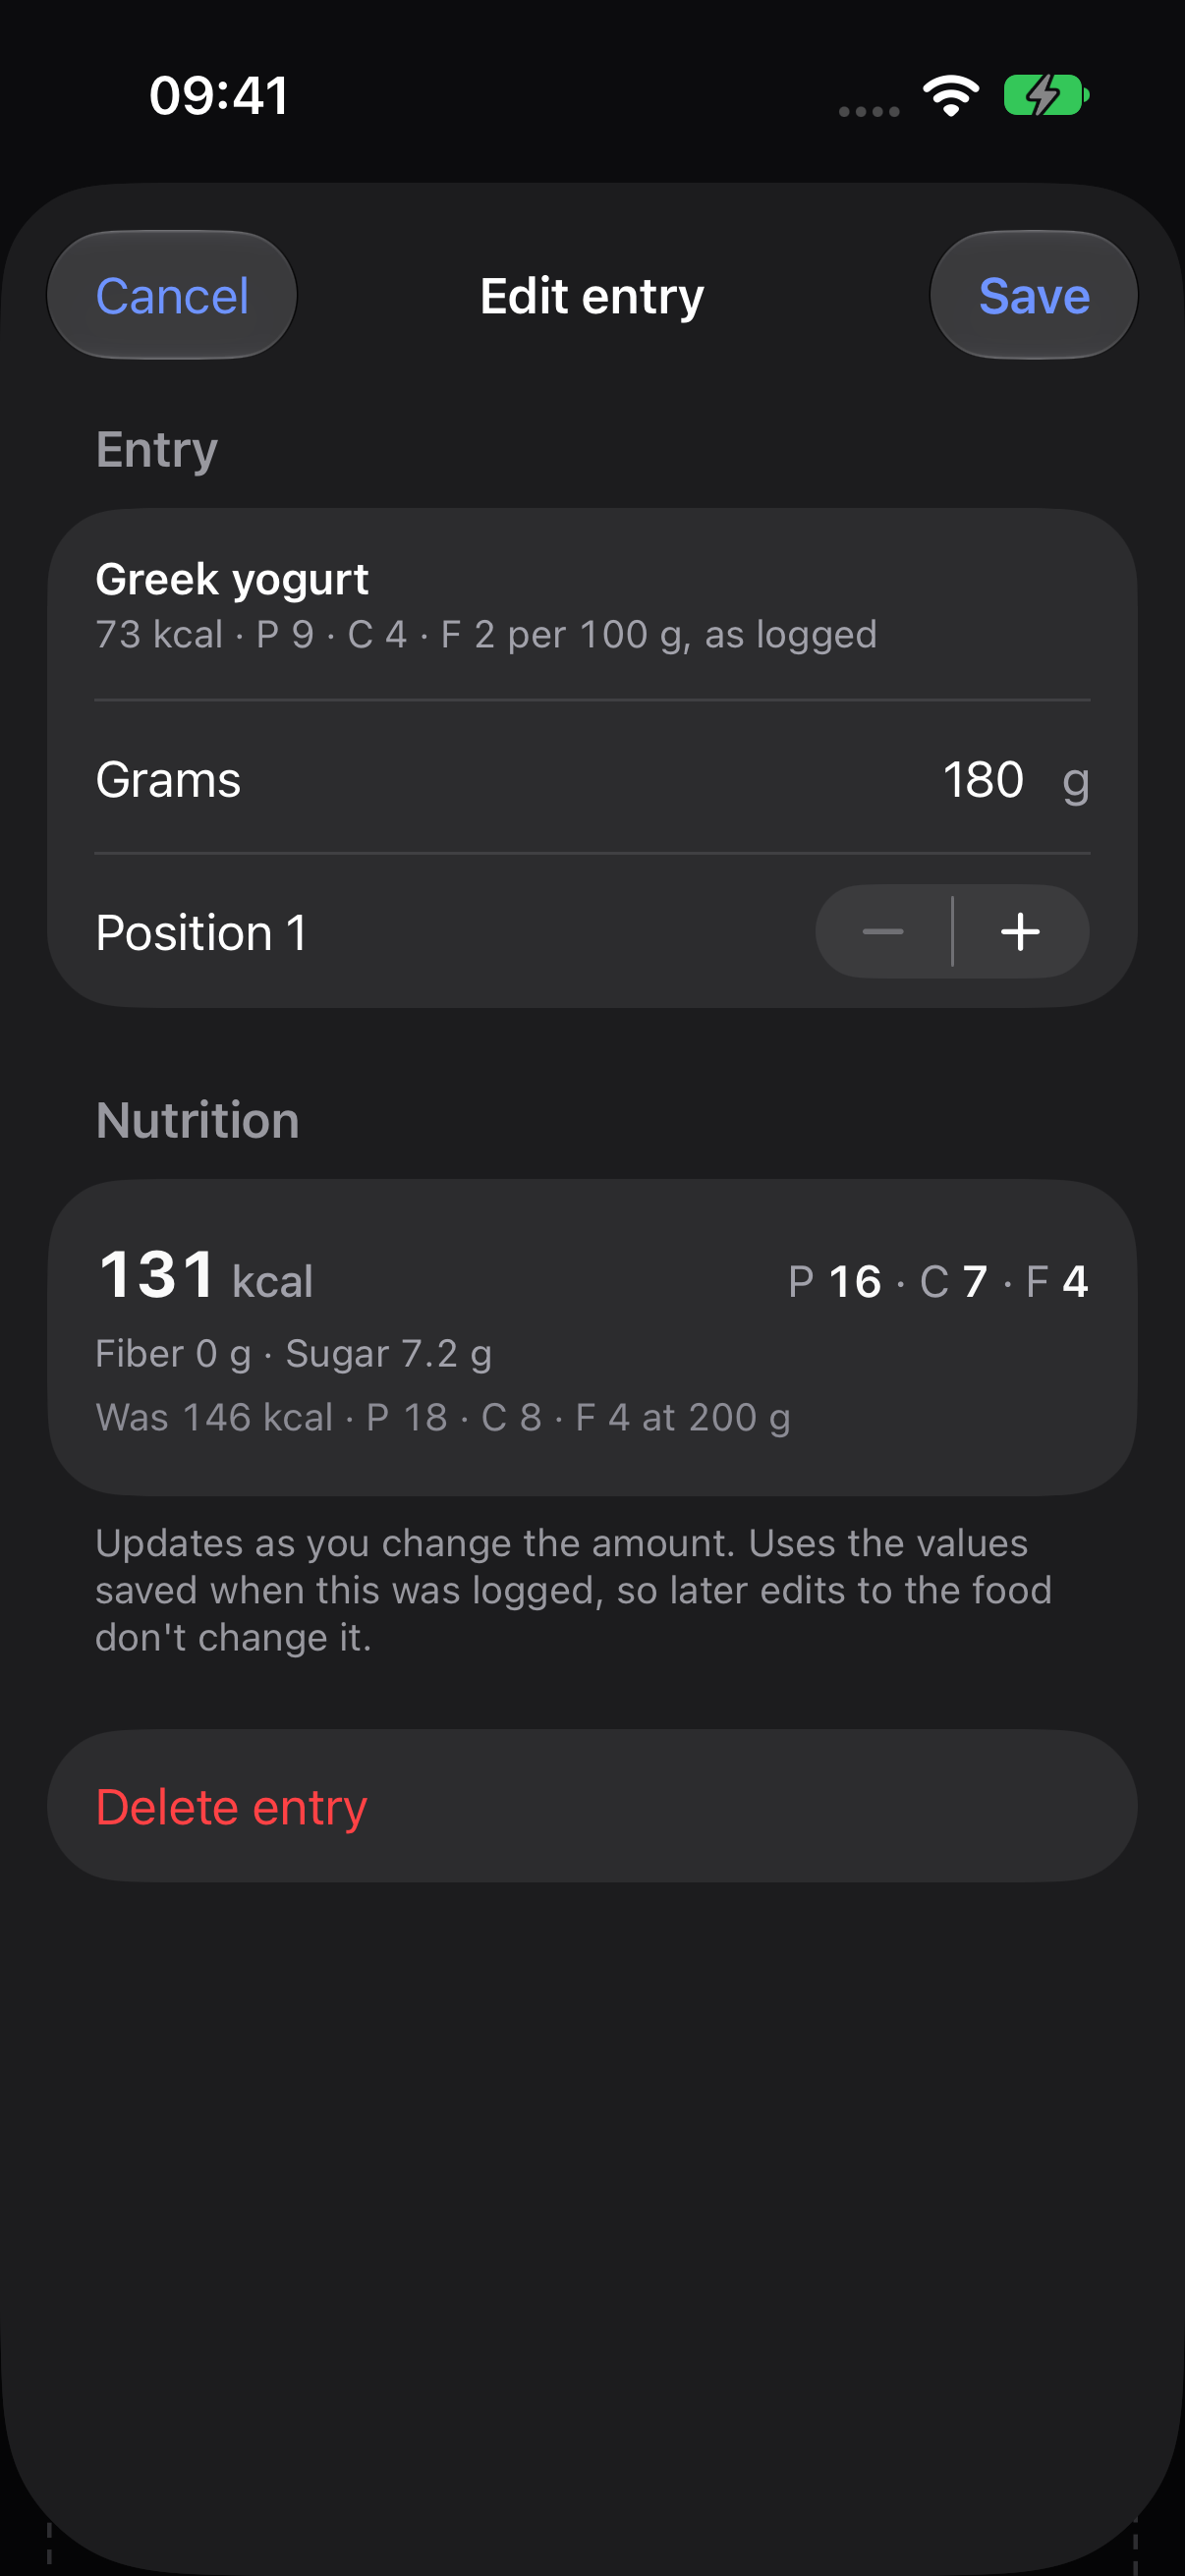 09:41
Cancel
Edit entry
Save
Entry
Greek yogurt
73 kcal · P 9 · C 4 · F 2 per 100 g, as logged
Grams 180 g
Position 1 − +
Nutrition
131 kcal P 16 · C 7 · F 4
Fiber 0 g · Sugar 7.2 g
Was 146 kcal · P 18 · C 8 · F 4 at 200 g
Updates as you change the amount. Uses the values
saved when this was logged, so later edits to the food
don't change it.
Delete entry